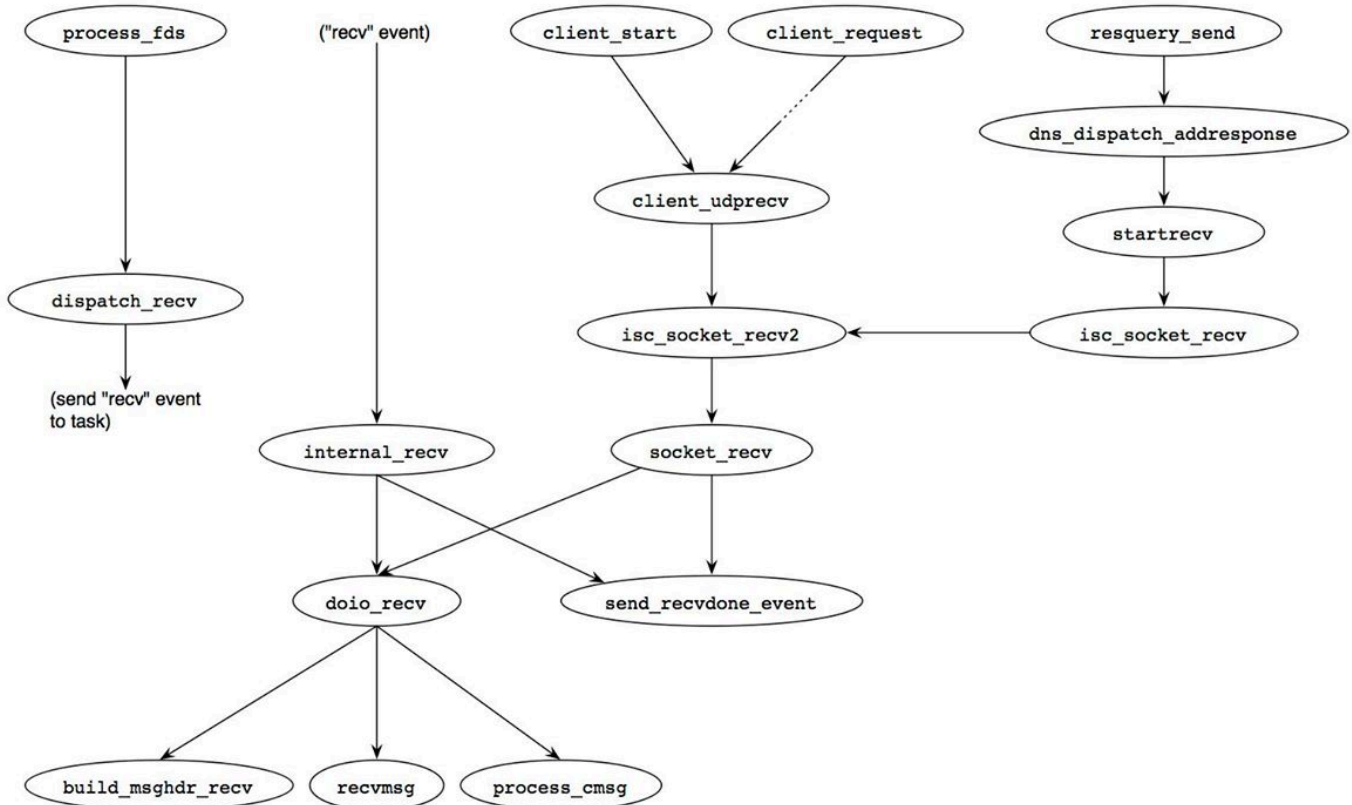 process_fds
("recv" event)
client_start
client_request
resquery_send
dns_dispatch_addresponse
client_udprecv
startrecv
dispatch_recv
isc_socket_recv2
isc_socket_recv
(send "recv" event
to task)
internal_recv
socket_recv
doio_recv
send_recvdone_event
build_msghdr_recv
recvmsg
process_cmsg